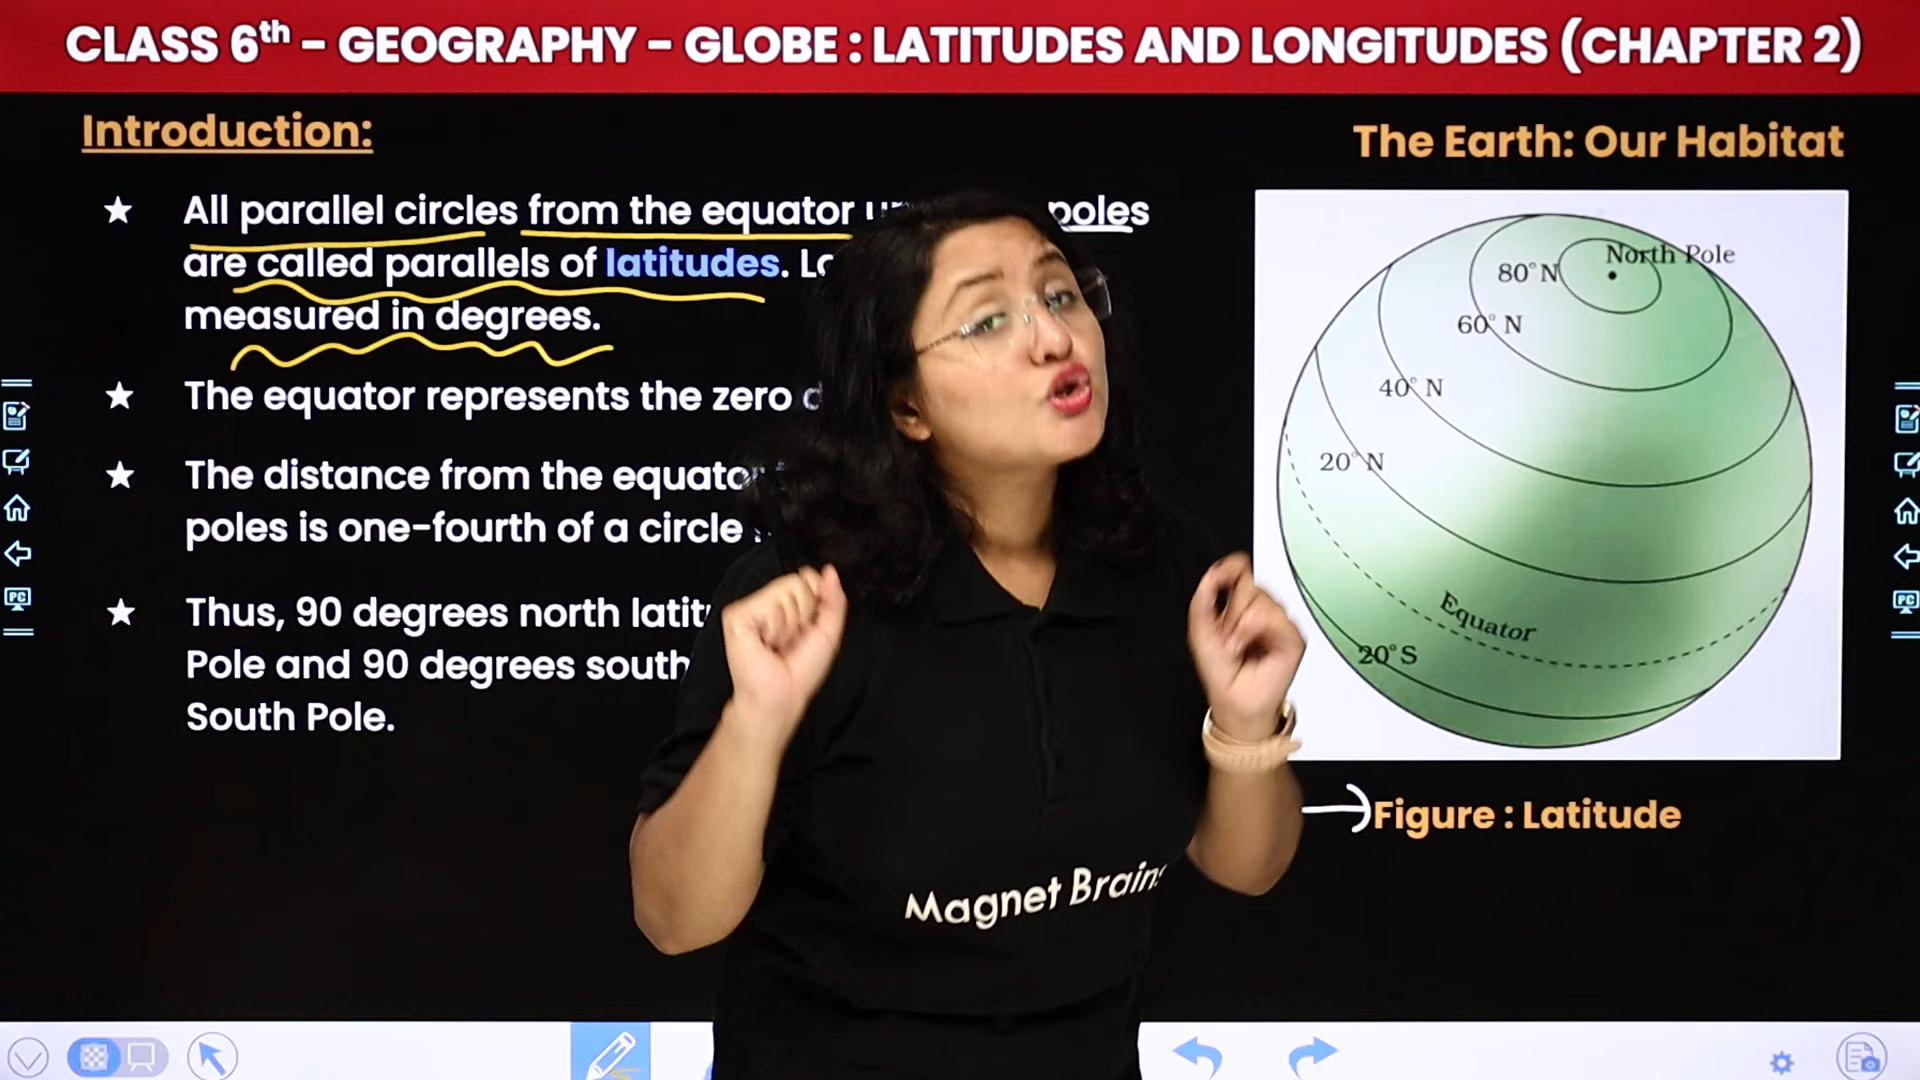 CLASS 6th - GEOGRAPHY - GLOBE : LATITUDES AND LONGITUDES (CHAPTER 2)
Introduction:
The Earth: Our Habitat
★ All parallel circles from the equator poles
are called parallels of latitudes.
measured in degrees.
★ The equator represents the zero
★ The distance from the equator
poles is one-fourth of a circle
★ Thus, 90 degrees north
Pole and 90 degrees south
South Pole.
North Pole
80° N
60° N
40° N
20° N
Equator
20° S
Figure : Latitude
Magnet Brains
PC
PC